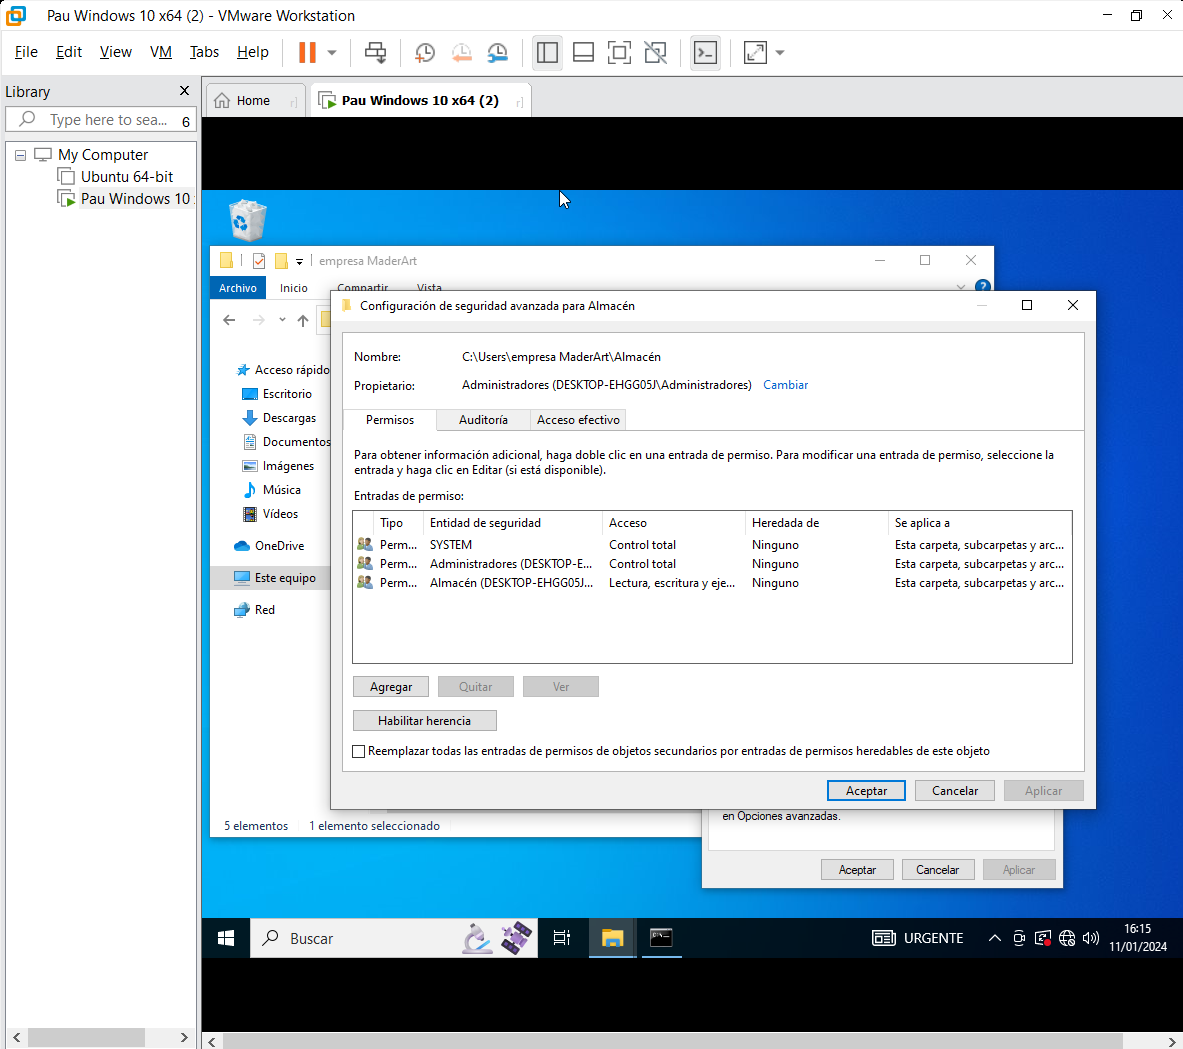 Pau Windows 10 x64 (2) - VMware Workstation
File Edit View VM Tabs Help
Library
Type here to sea... 6
My Computer
Ubuntu 64-bit
Pau Windows 10
Home
Pau Windows 10 x64 (2)
empresa MaderArt
Archivo Inicio Compartir Vista
Configuración de seguridad avanzada para Almacén
Nombre: C:\Users\empresa MaderArt\Almacén
Propietario: Administradores (DESKTOP-EHGG05J\Administradores) Cambiar
Permisos Auditoría Acceso efectivo
Para obtener información adicional, haga doble clic en una entrada de permiso. Para modificar una entrada de permiso, seleccione la
entrada y haga clic en Editar (si está disponible).
Entradas de permiso:
Tipo Entidad de seguridad Acceso Heredada de Se aplica a
Perm... SYSTEM Control total Ninguno Esta carpeta, subcarpetas y arc...
Perm... Administradores (DESKTOP-E... Control total Ninguno Esta carpeta, subcarpetas y arc...
Perm... Almacén (DESKTOP-EHGG05J... Lectura, escritura y eje... Ninguno Esta carpeta, subcarpetas y arc...
Agregar Quitar Ver
Habilitar herencia
Reemplazar todas las entradas de permisos de objetos secundarios por entradas de permisos heredables de este objeto
Aceptar Cancelar Aplicar
Acceso rápido
Escritorio
Descargas
Documentos
Imágenes
Música
Vídeos
OneDrive
Este equipo
Red
5 elementos 1 elemento seleccionado
en Opciones avanzadas.
Aceptar Cancelar Aplicar
Buscar
URGENTE
16:15
11/01/2024